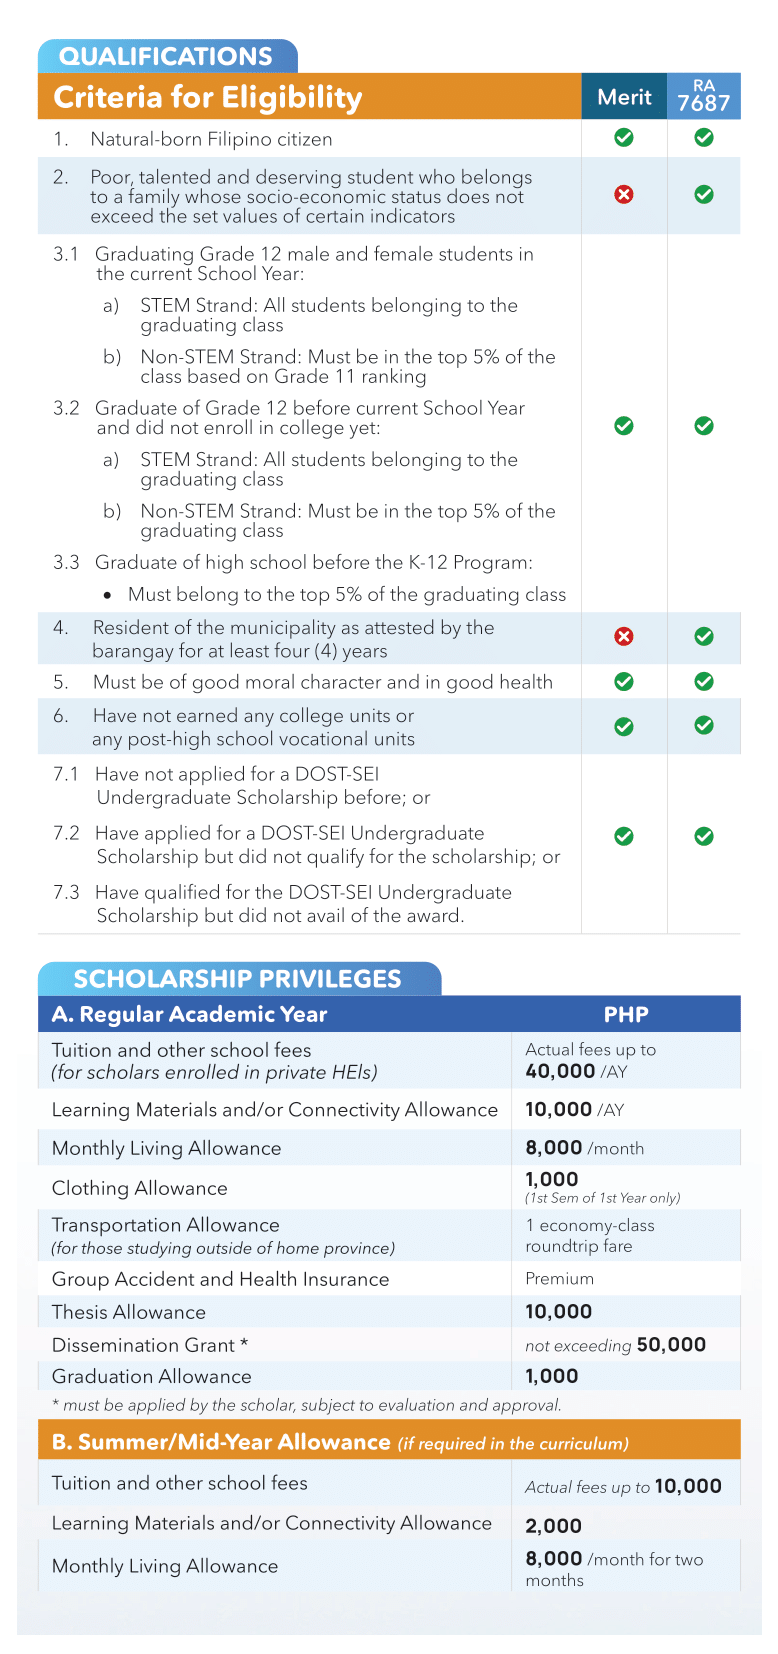 QUALIFICATIONS
Criteria for Eligibility Merit RA 7687
1. Natural-born Filipino citizen
2. Poor, talented and deserving student who belongs
to a family whose socio-economic status does not
exceed the set values of certain indicators
3.1 Graduating Grade 12 male and female students in
the current School Year:
a) STEM Strand: All students belonging to the
graduating class
b) Non-STEM Strand: Must be in the top 5% of the
class based on Grade 11 ranking
3.2 Graduate of Grade 12 before current School Year
and did not enroll in college yet:
a) STEM Strand: All students belonging to the
graduating class
b) Non-STEM Strand: Must be in the top 5% of the
graduating class
3.3 Graduate of high school before the K-12 Program:
• Must belong to the top 5% of the graduating class
4. Resident of the municipality as attested by the
barangay for at least four (4) years
5. Must be of good moral character and in good health
6. Have not earned any college units or
any post-high school vocational units
7.1 Have not applied for a DOST-SEI
Undergraduate Scholarship before; or
7.2 Have applied for a DOST-SEI Undergraduate
Scholarship but did not qualify for the scholarship; or
7.3 Have qualified for the DOST-SEI Undergraduate
Scholarship but did not avail of the award.
SCHOLARSHIP PRIVILEGES
A. Regular Academic Year PHP
Tuition and other school fees
(for scholars enrolled in private HEIs)
Actual fees up to
40,000 /AY
Learning Materials and/or Connectivity Allowance 10,000 /AY
Monthly Living Allowance 8,000 /month
Clothing Allowance 1,000
(1st Sem of 1st Year only)
Transportation Allowance
(for those studying outside of home province)
1 economy-class
roundtrip fare
Group Accident and Health Insurance Premium
Thesis Allowance 10,000
Dissemination Grant * not exceeding 50,000
Graduation Allowance 1,000
* must be applied by the scholar, subject to evaluation and approval.
B. Summer/Mid-Year Allowance (if required in the curriculum)
Tuition and other school fees Actual fees up to 10,000
Learning Materials and/or Connectivity Allowance 2,000
Monthly Living Allowance 8,000 /month for two
months